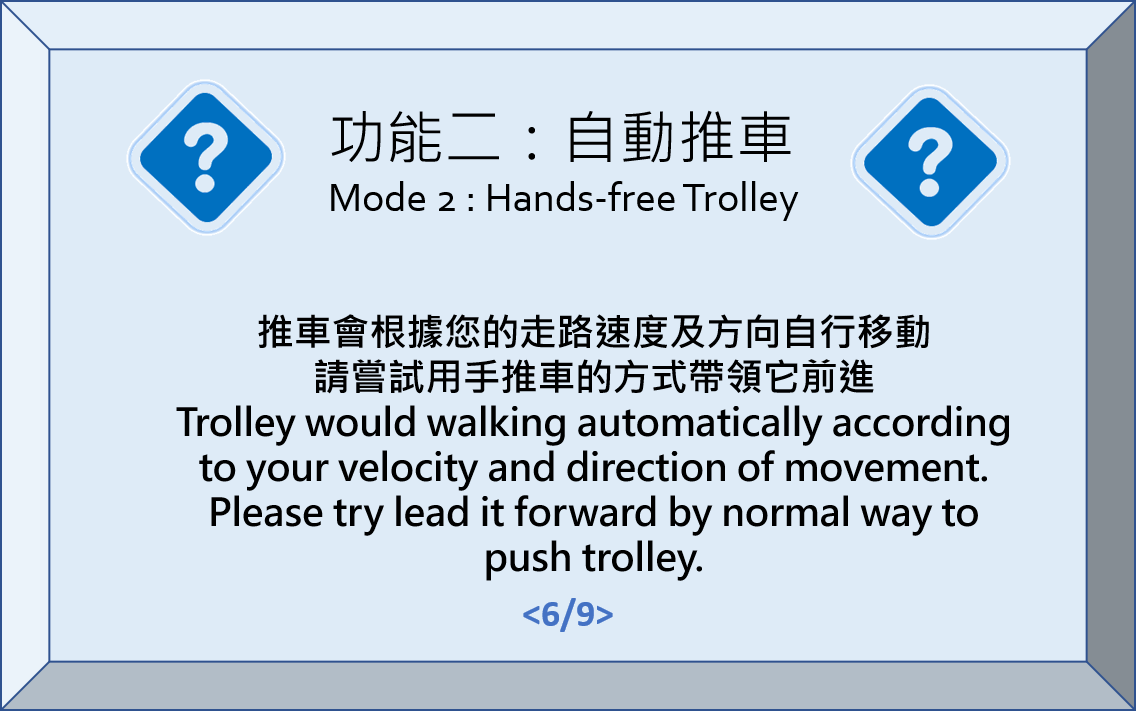 功能二：自動推車
Mode 2 : Hands-free Trolley
推車會根據您的走路速度及方向自行移動
請嘗試用手推車的方式帶領它前進
Trolley would walking automatically according
to your velocity and direction of movement.
Please try lead it forward by normal way to
push trolley.
<6/9>